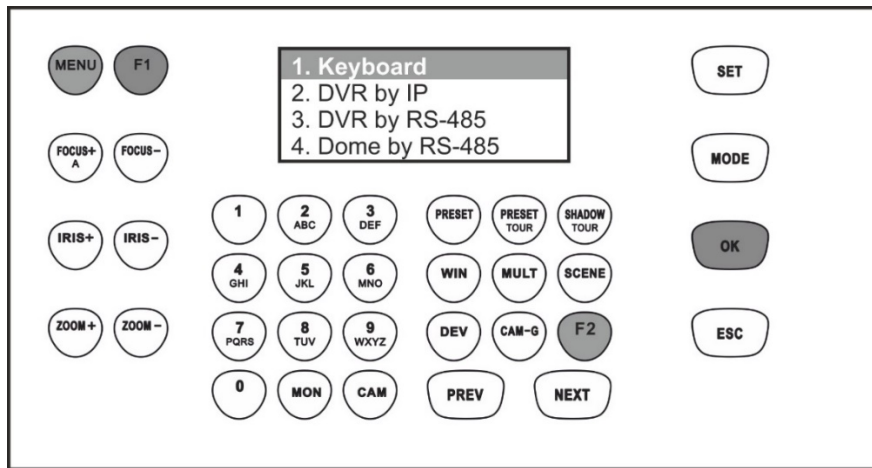 MENU
F1
1. Keyboard
2. DVR by IP
3. DVR by RS-485
4. Dome by RS-485
SET
FOCUS+
A
FOCUS-
MODE
1
2
ABC
3
DEF
PRESET
PRESET
TOUR
SHADOW
TOUR
IRIS+
IRIS-
OK
4
GHI
5
JKL
6
MNO
WIN
MULT
SCENE
ZOOM+
ZOOM-
7
PQRS
8
TUV
9
WXYZ
DEV
CAM-G
F2
ESC
0
MON
CAM
PREV
NEXT